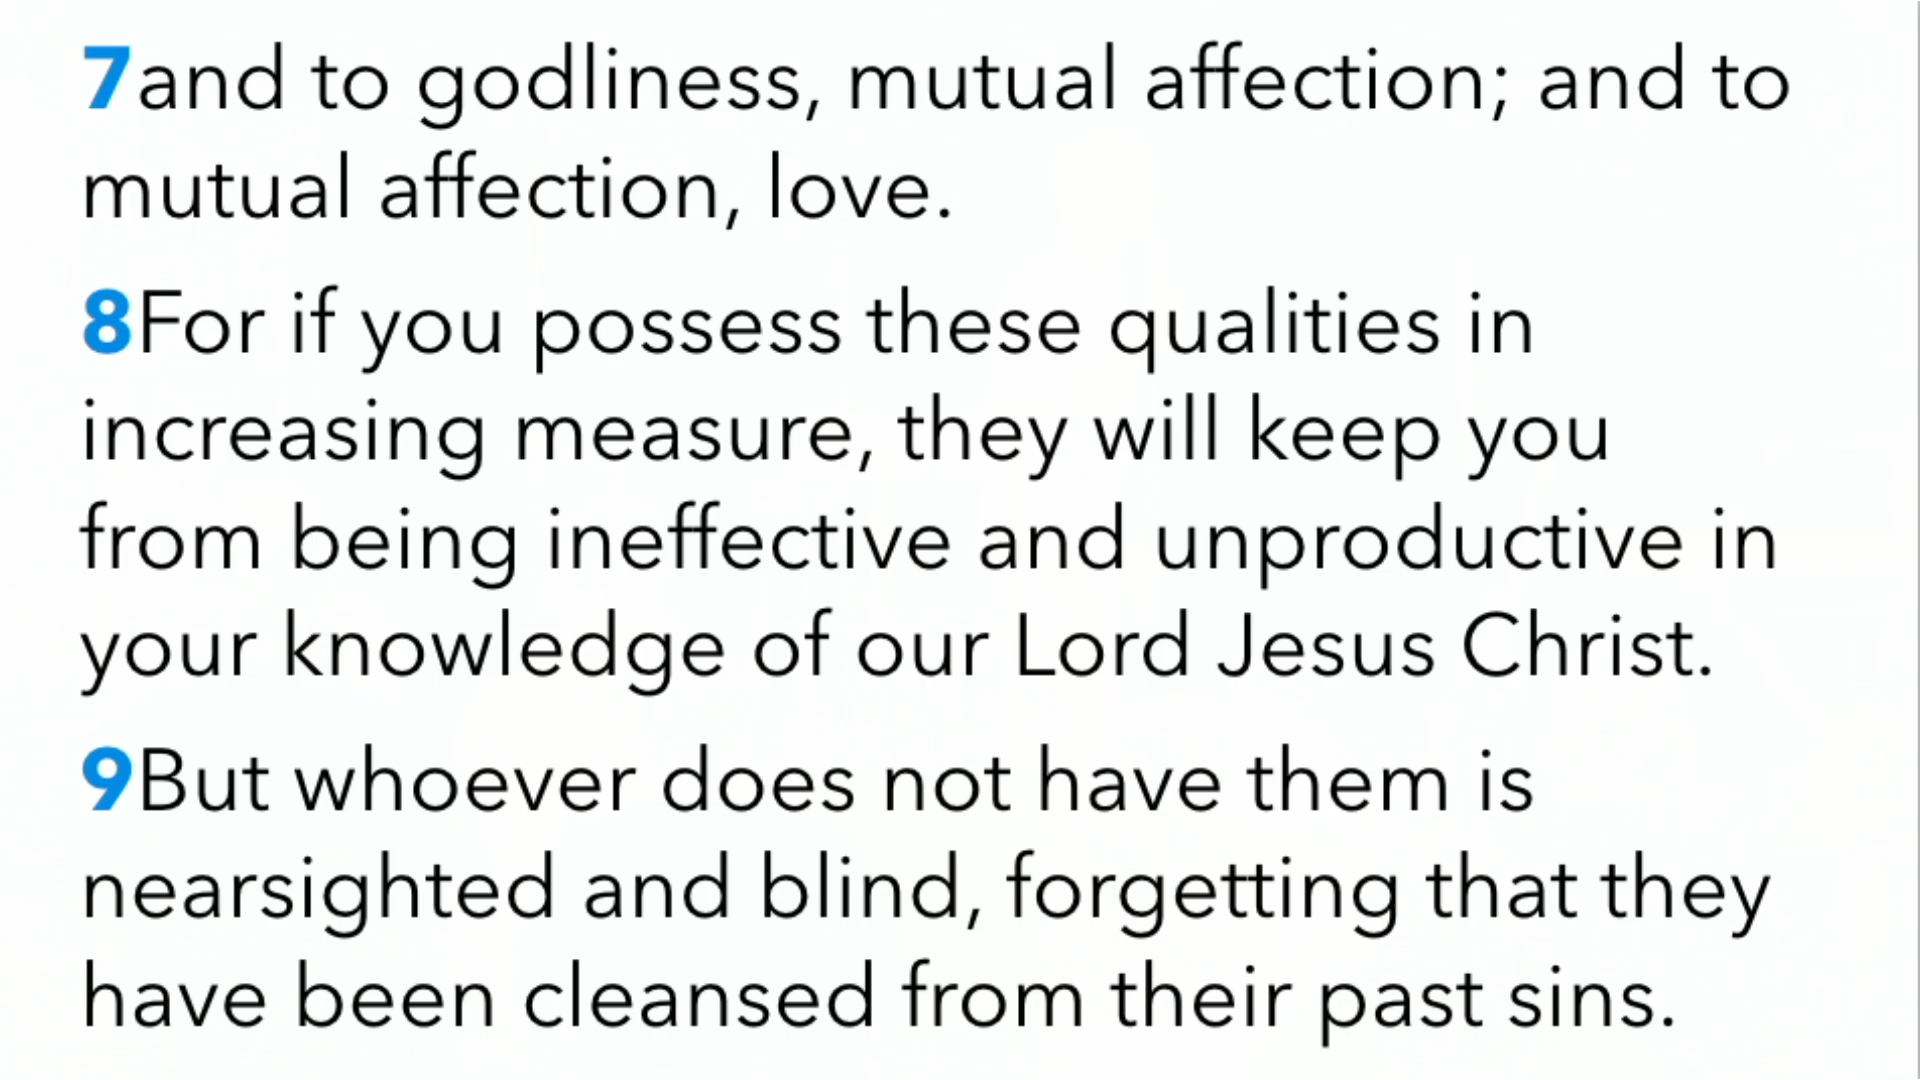 7and to godliness, mutual affection; and to
mutual affection, love.
8For if you possess these qualities in
increasing measure, they will keep you
from being ineffective and unproductive in
your knowledge of our Lord Jesus Christ.
9But whoever does not have them is
nearsighted and blind, forgetting that they
have been cleansed from their past sins.